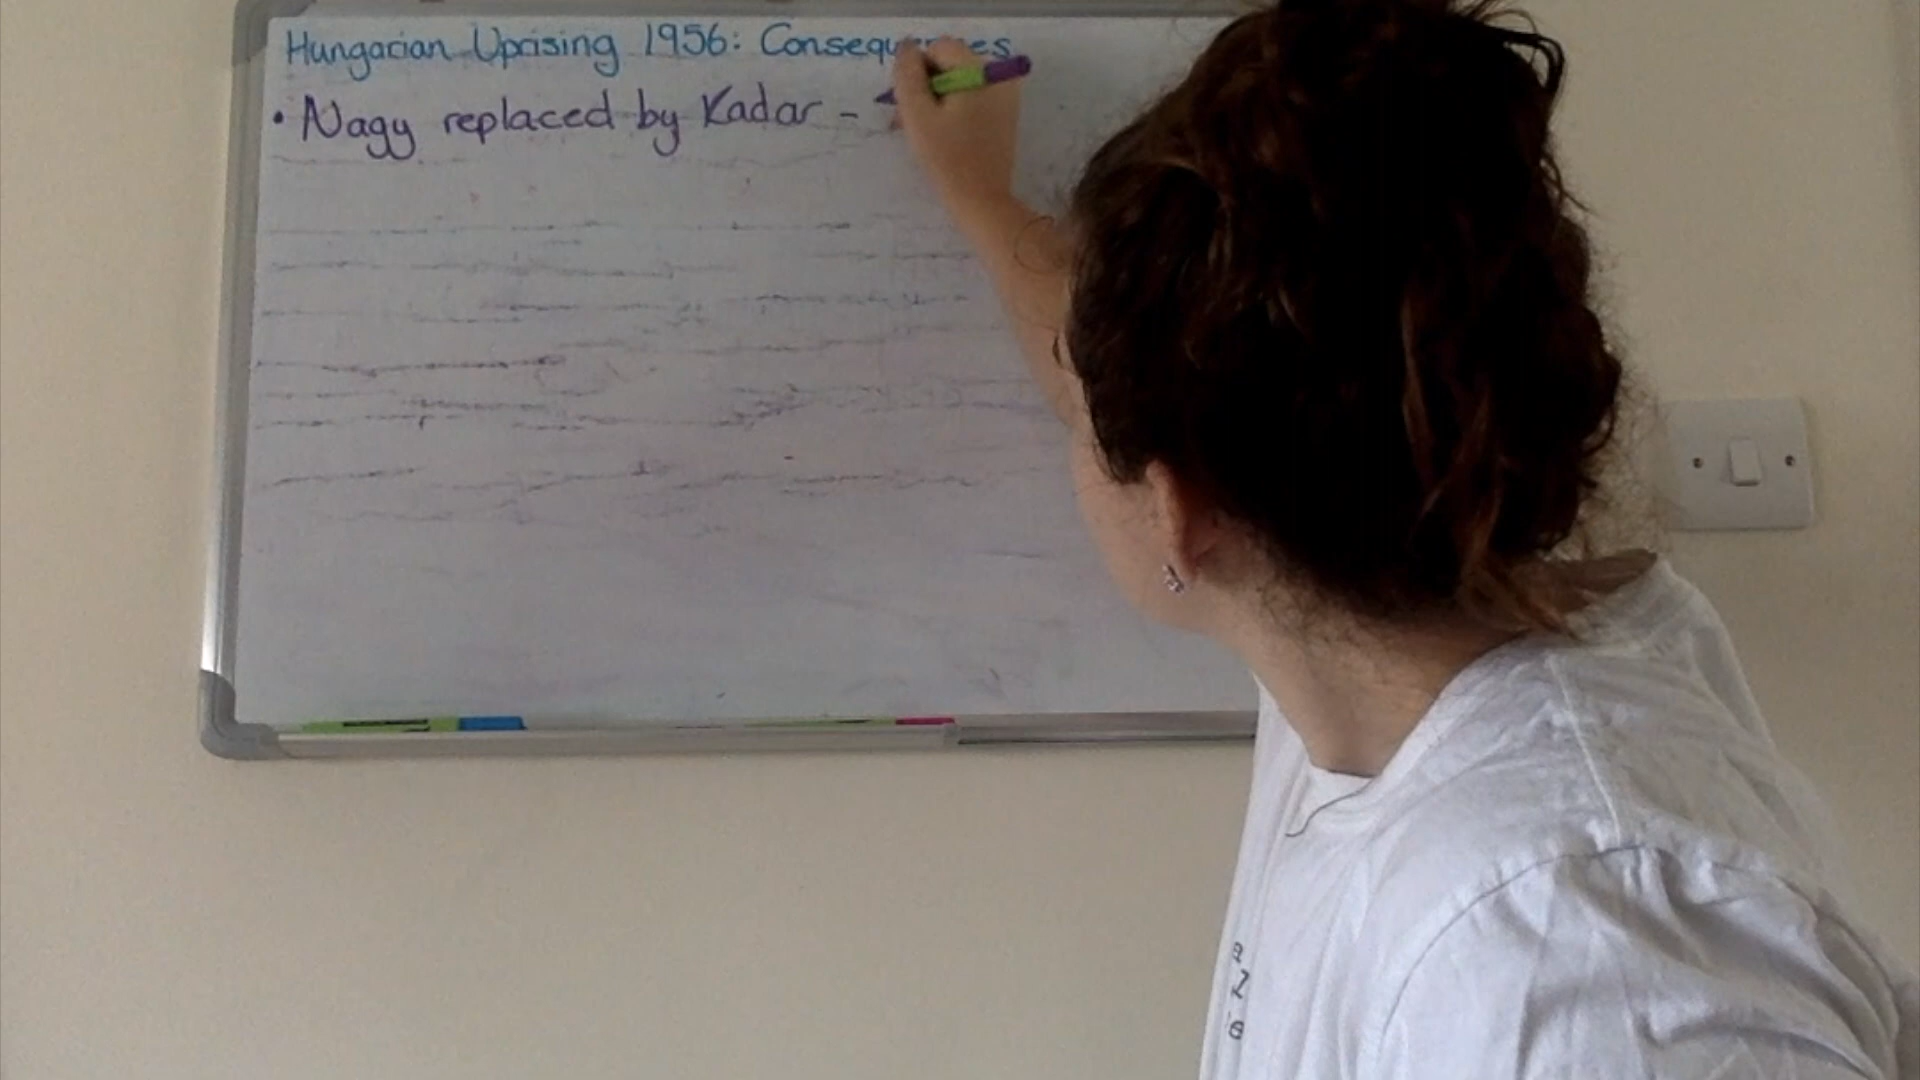 Hungarian Uprising 1956: Consequences
• Nagy replaced by Kadar -